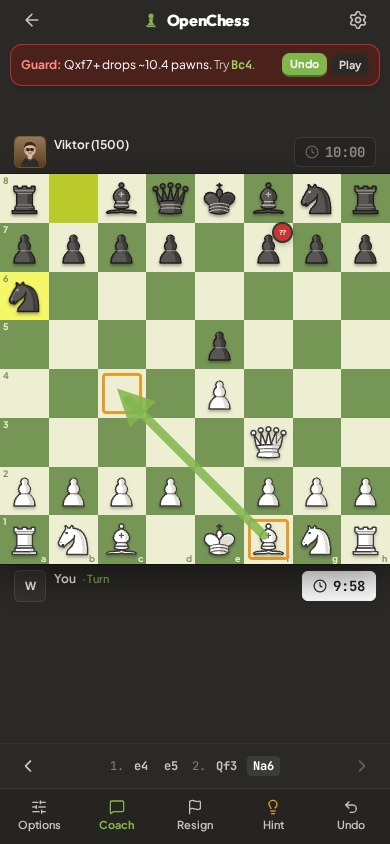 OpenChess
Guard: Qxf7+ drops ~10.4 pawns. Try Bc4.
Undo
Play
Viktor (1500)
10:00
8
7
??
6
5
4
3
2
1
a b c d e f g h
W
You · Turn
9:58
1. e4 e5 2. Qf3 Na6
Options
Coach
Resign
Hint
Undo